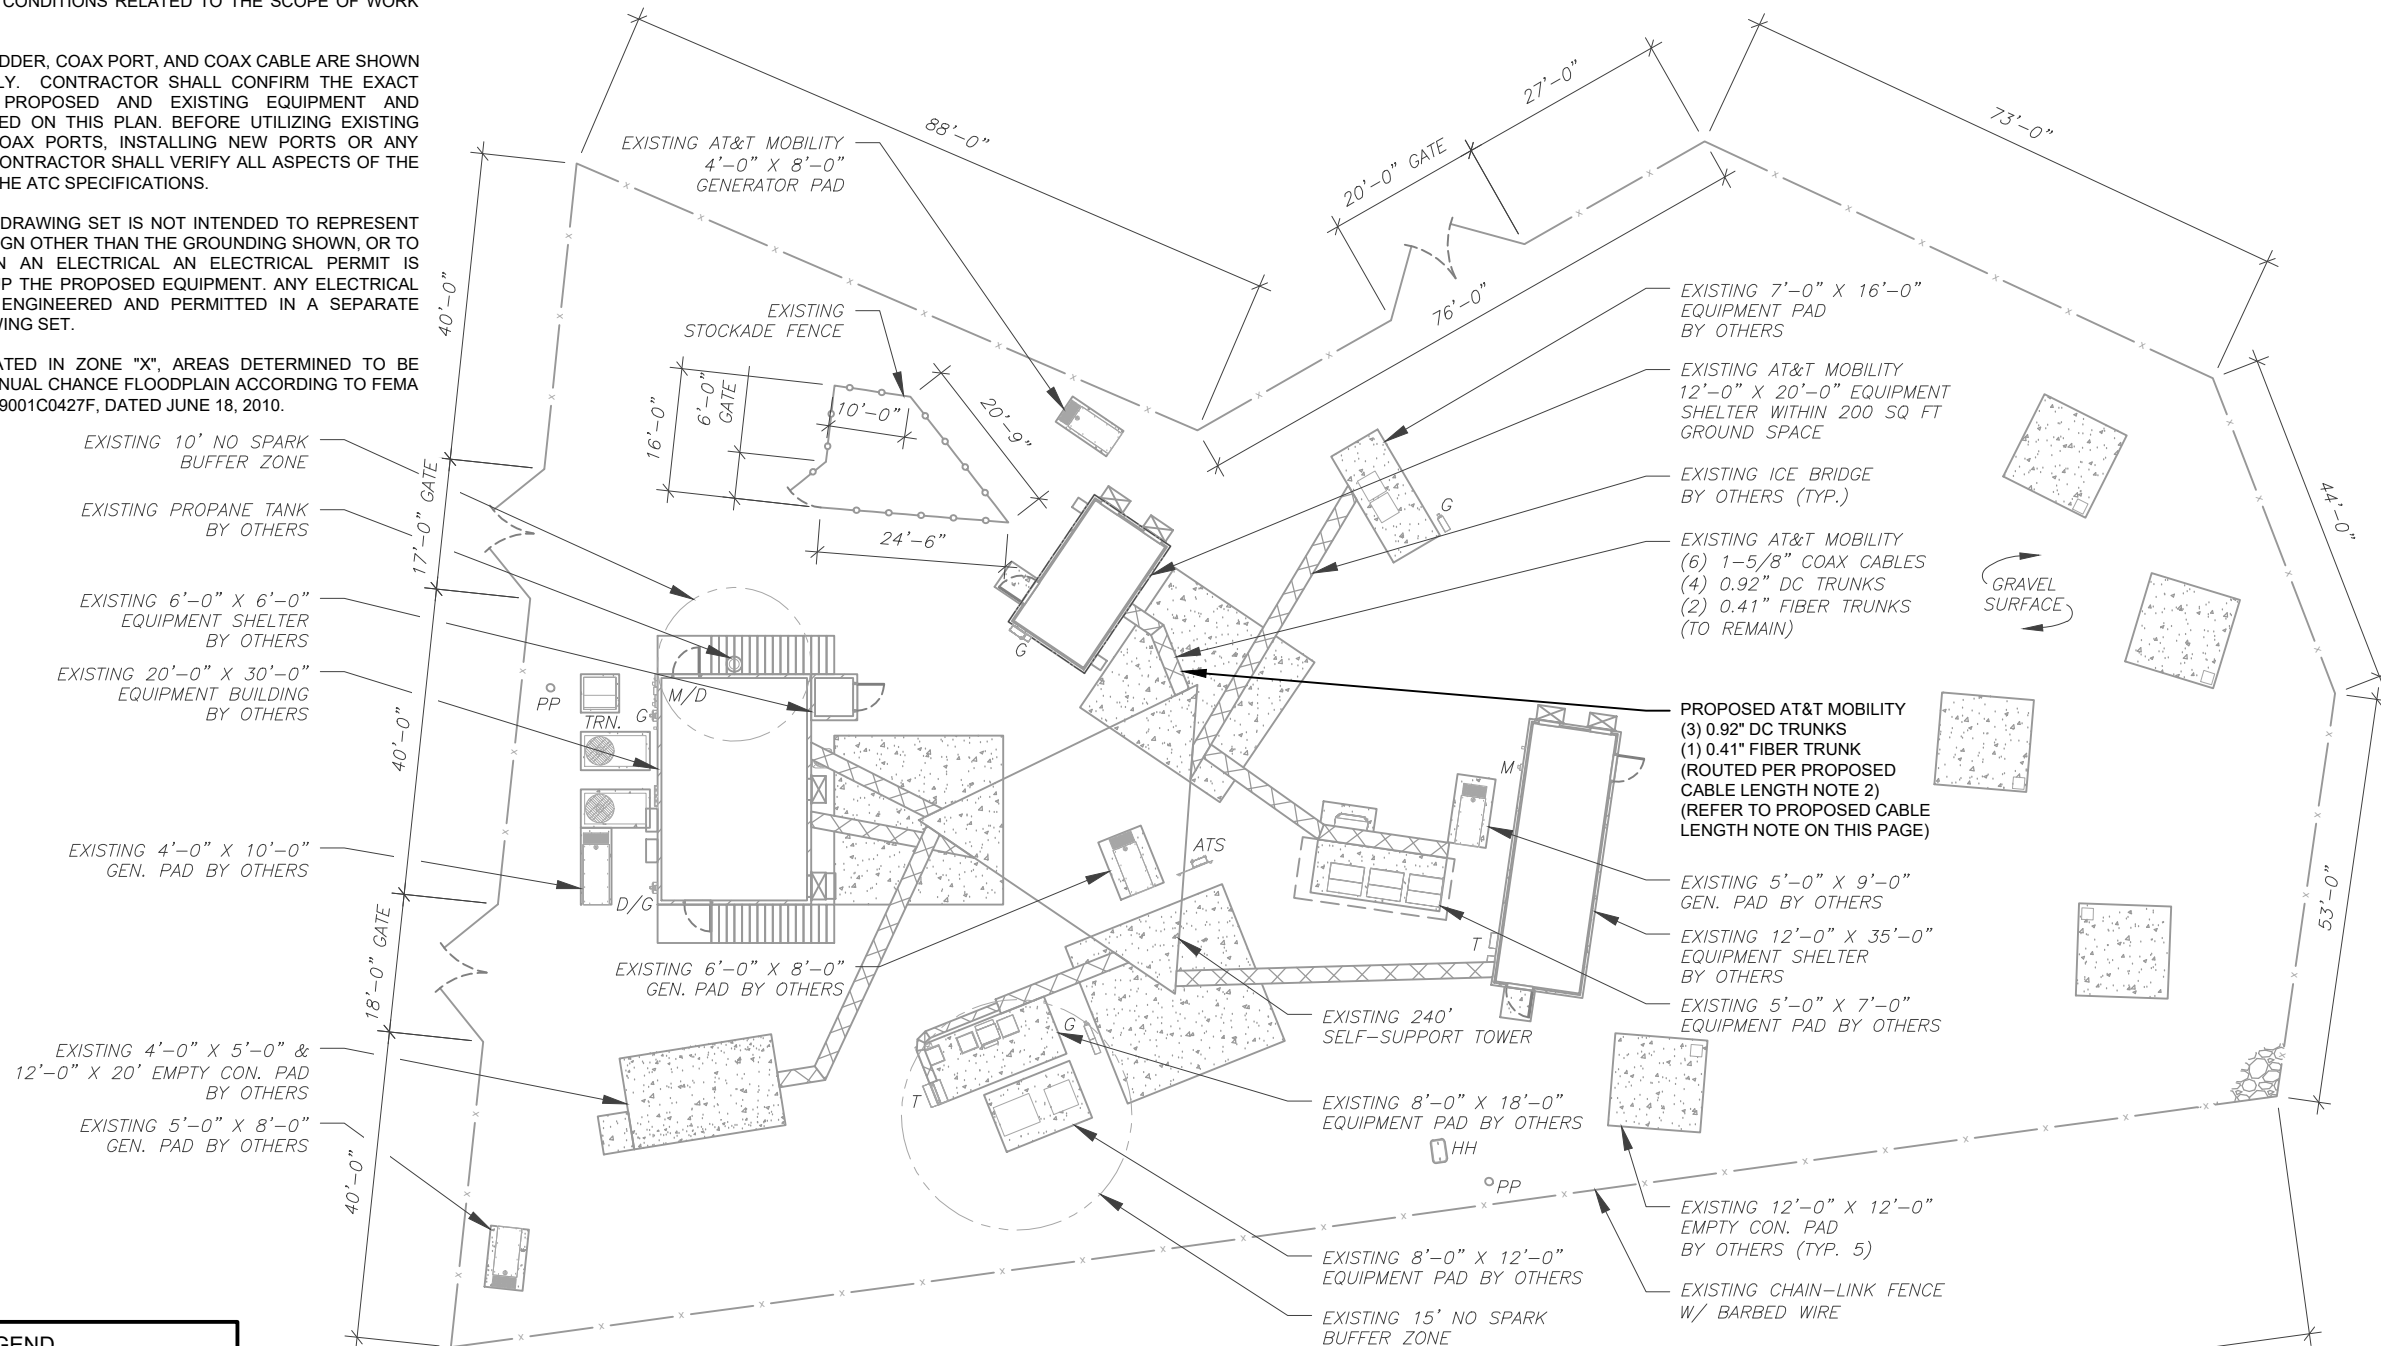 CONDITIONS RELATED TO THE SCOPE OF WORK
DDER, COAX PORT, AND COAX CABLE ARE SHOWN
LY. CONTRACTOR SHALL CONFIRM THE EXACT
PROPOSED AND EXISTING EQUIPMENT AND
ED ON THIS PLAN. BEFORE UTILIZING EXISTING
OAX PORTS, INSTALLING NEW PORTS OR ANY
ONTRACTOR SHALL VERIFY ALL ASPECTS OF THE
HE ATC SPECIFICATIONS.
DRAWING SET IS NOT INTENDED TO REPRESENT
IGN OTHER THAN THE GROUNDING SHOWN, OR TO
N AN ELECTRICAL AN ELECTRICAL PERMIT IS
UP THE PROPOSED EQUIPMENT. ANY ELECTRICAL
ENGINEERED AND PERMITTED IN A SEPARATE
WING SET.
ATED IN ZONE "X", AREAS DETERMINED TO BE
NUAL CHANCE FLOODPLAIN ACCORDING TO FEMA
9001C0427F, DATED JUNE 18, 2010.
EXISTING 10' NO SPARK
BUFFER ZONE
EXISTING PROPANE TANK
BY OTHERS
EXISTING 6'-0" X 6'-0"
EQUIPMENT SHELTER
BY OTHERS
EXISTING 20'-0" X 30'-0"
EQUIPMENT BUILDING
BY OTHERS
EXISTING 4'-0" X 10'-0"
GEN. PAD BY OTHERS
EXISTING 4'-0" X 5'-0" &
12'-0" X 20' EMPTY CON. PAD
BY OTHERS
EXISTING 5'-0" X 8'-0"
GEN. PAD BY OTHERS
GEND
40'-0"
17'-0" GATE
40'-0"
18'-0" GATE
40'-0"
88'-0"
EXISTING AT&T MOBILITY
4'-0" X 8'-0"
GENERATOR PAD
EXISTING
STOCKADE FENCE
16'-0"
6'-0"
GATE
10'-0"
20'-9"
24'-6"
PP
TRN.
G
M/D
D/G
G
EXISTING 6'-0" X 8'-0"
GEN. PAD BY OTHERS
ATS
G
T
20'-0" GATE
27'-0"
76'-0"
73'-0"
44'-0"
53'-0"
G
M
T
GRAVEL
SURFACE
EXISTING 7'-0" X 16'-0"
EQUIPMENT PAD
BY OTHERS
EXISTING AT&T MOBILITY
12'-0" X 20'-0" EQUIPMENT
SHELTER WITHIN 200 SQ FT
GROUND SPACE
EXISTING ICE BRIDGE
BY OTHERS (TYP.)
EXISTING AT&T MOBILITY
(6) 1-5/8" COAX CABLES
(4) 0.92" DC TRUNKS
(2) 0.41" FIBER TRUNKS
(TO REMAIN)
PROPOSED AT&T MOBILITY
(3) 0.92" DC TRUNKS
(1) 0.41" FIBER TRUNK
(ROUTED PER PROPOSED
CABLE LENGTH NOTE 2)
(REFER TO PROPOSED CABLE
LENGTH NOTE ON THIS PAGE)
EXISTING 5'-0" X 9'-0"
GEN. PAD BY OTHERS
EXISTING 12'-0" X 35'-0"
EQUIPMENT SHELTER
BY OTHERS
EXISTING 5'-0" X 7'-0"
EQUIPMENT PAD BY OTHERS
EXISTING 240'
SELF-SUPPORT TOWER
EXISTING 8'-0" X 18'-0"
EQUIPMENT PAD BY OTHERS
HH
PP
EXISTING 12'-0" X 12'-0"
EMPTY CON. PAD
BY OTHERS (TYP. 5)
EXISTING 8'-0" X 12'-0"
EQUIPMENT PAD BY OTHERS
EXISTING CHAIN-LINK FENCE
W/ BARBED WIRE
EXISTING 15' NO SPARK
BUFFER ZONE